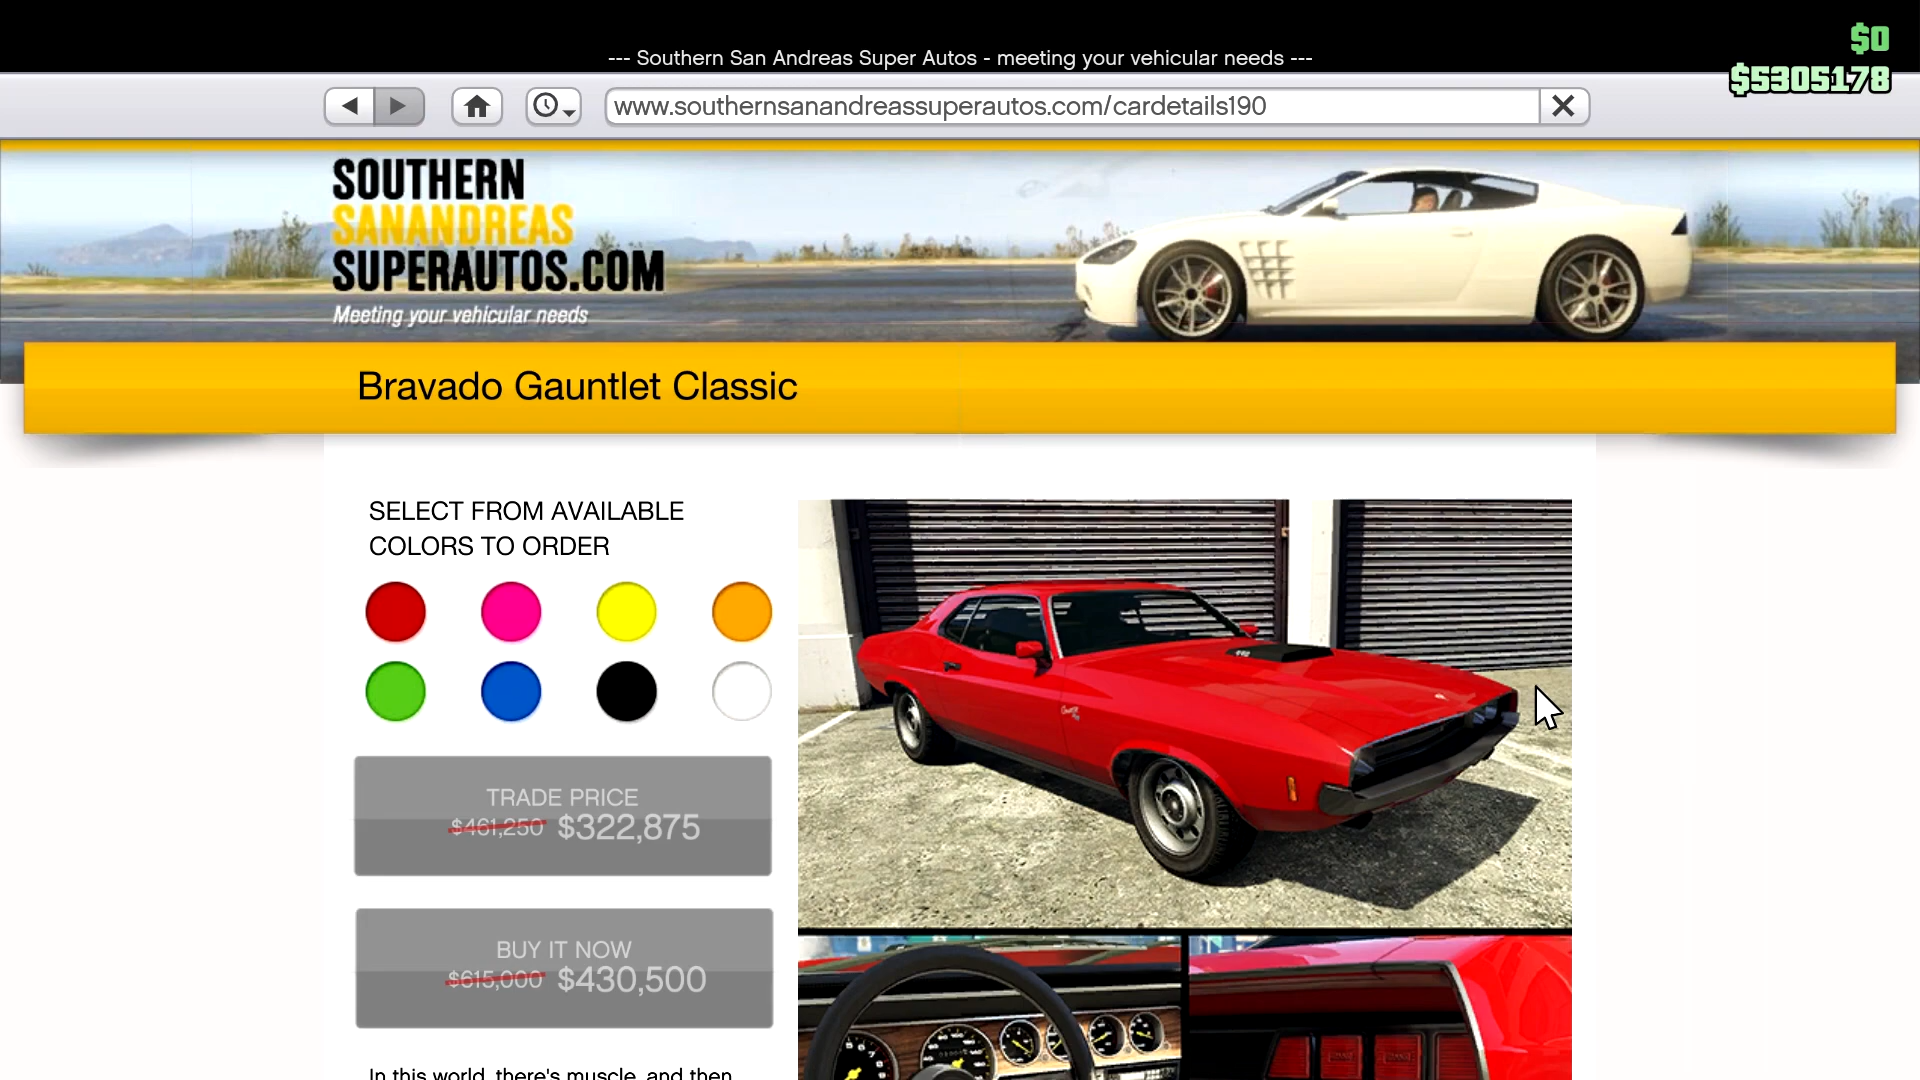 $0
--- Southern San Andreas Super Autos - meeting your vehicular needs ---
$5305178
www.southernsanandreassuperautos.com/cardetails190
SOUTHERN
SANANDREAS
SUPERAUTOS.COM
Meeting your vehicular needs
Bravado Gauntlet Classic
SELECT FROM AVAILABLE
COLORS TO ORDER
TRADE PRICE
$461,250 $322,875
BUY IT NOW
$615,000 $430,500
In this world, there's muscle, and then